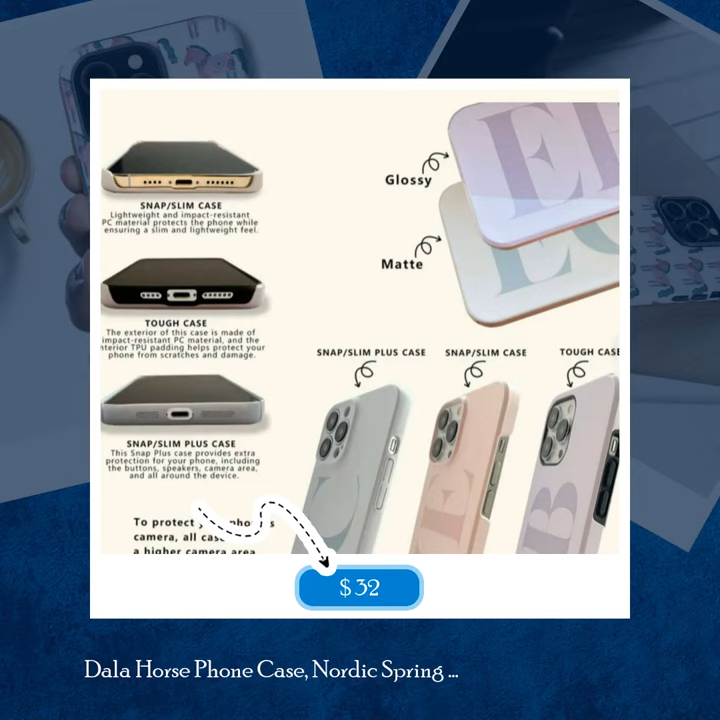 SNAP/SLIM CASE
Lightweight and impact-resistant
PC material protects the phone while
ensuring a slim and lightweight feel.
TOUGH CASE
The exterior of this case is made of
impact-resistant PC material, and the
nterior TPU padding helps protect your
phone from scratches and damage.
SNAP/SLIM PLUS CASE
This Snap Plus case provides extra
protection for your phone, including
the buttons, speakers, camera area,
and all around the device.
To protect
camera, all
a higher camera area
Glossy
Matte
SNAP/SLIM PLUS CASE
SNAP/SLIM CASE
TOUGH CASE
$32
Dala Horse Phone Case, Nordic Spring ...